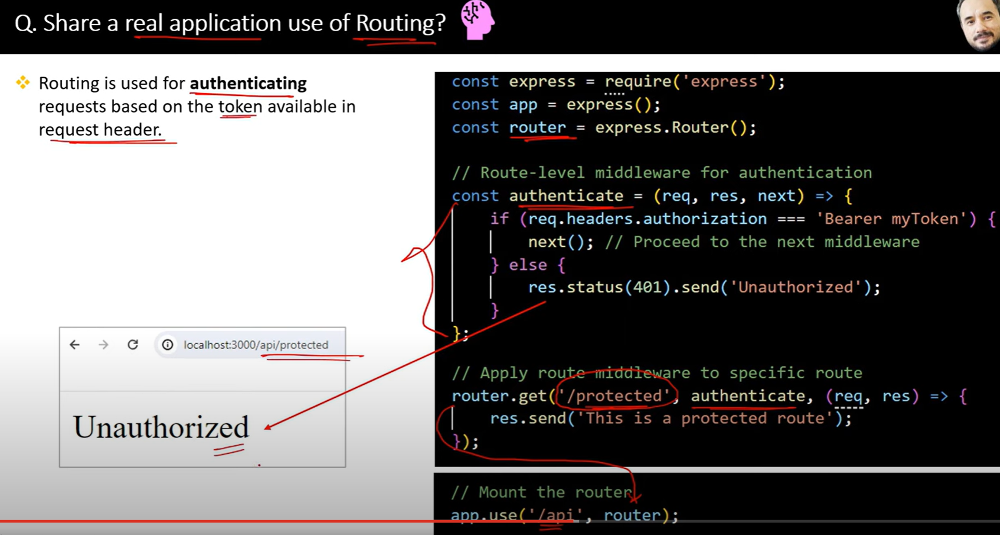 Q. Share a real application use of Routing?
Routing is used for authenticating
requests based on the token available in
request header.
localhost:3000/api/protected
Unauthorized
const express = require('express');
const app = express();
const router = express.Router();
// Route-level middleware for authentication
const authenticate = (req, res, next) => {
if (req.headers.authorization === 'Bearer myToken') {
next(); // Proceed to the next middleware
} else {
res.status(401).send('Unauthorized');
}
};
// Apply route middleware to specific route
router.get('/protected', authenticate, (req, res) => {
res.send('This is a protected route');
});
// Mount the router
app.use('/api', router);